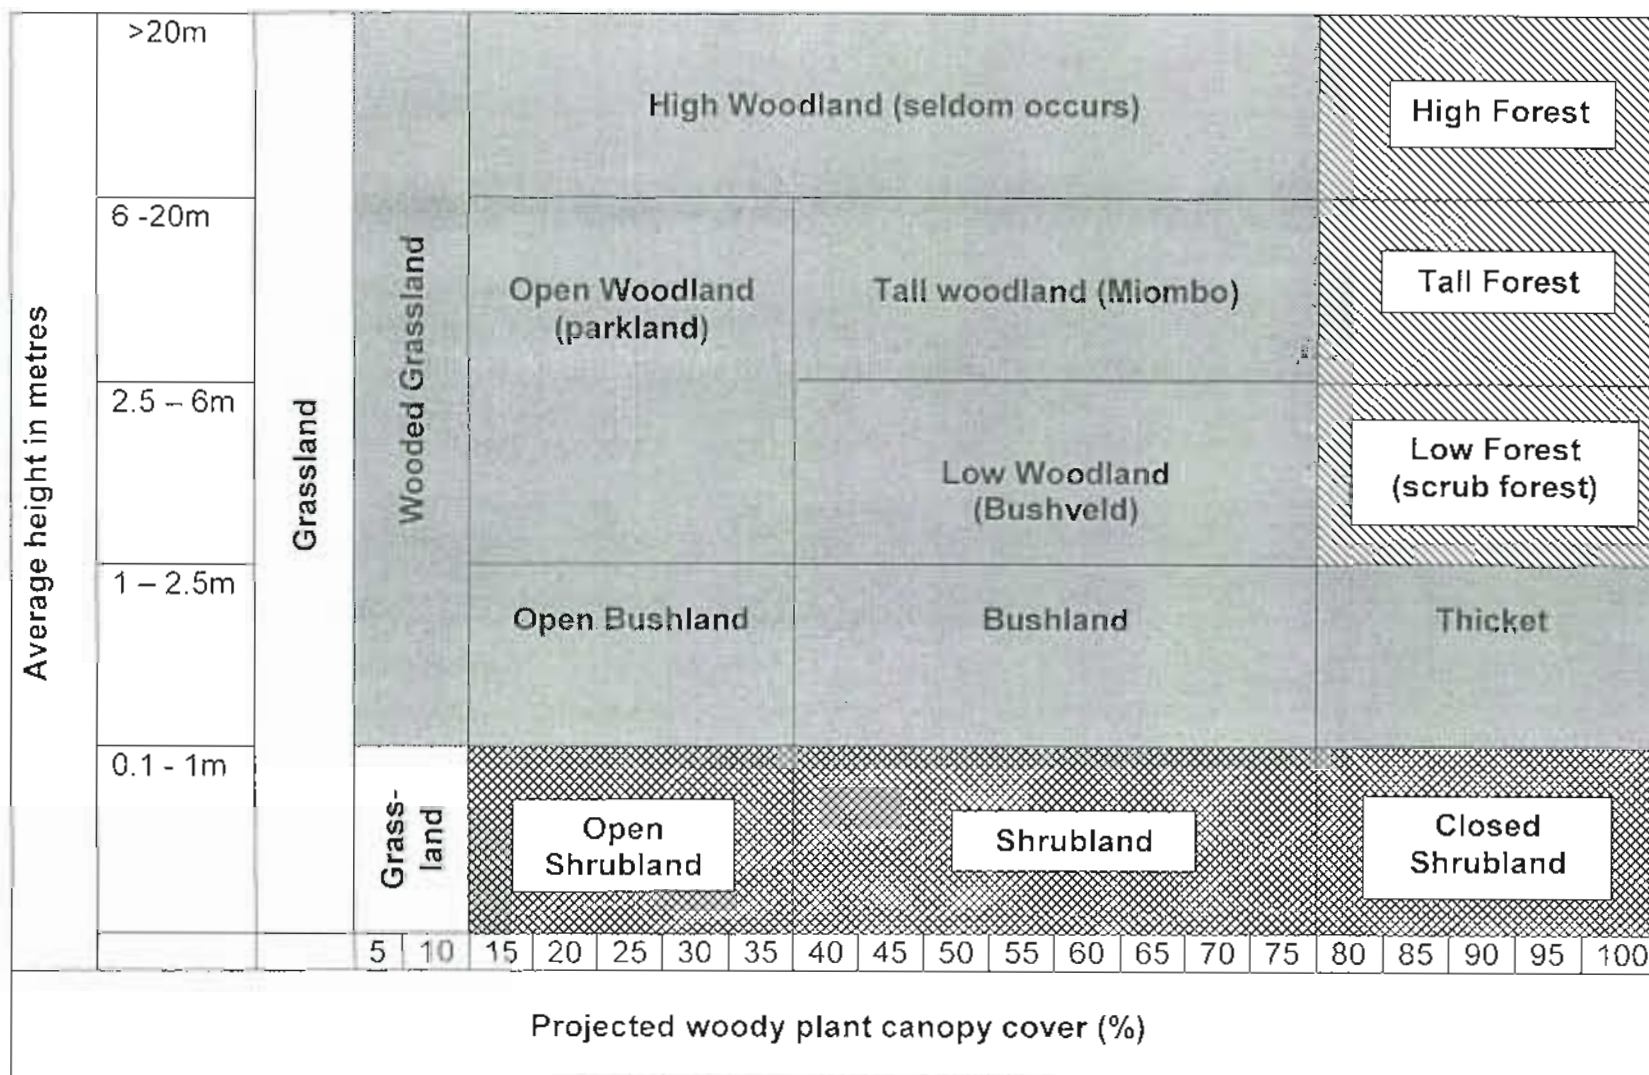 >20m
High Woodland (seldom occurs)
High Forest
6 -20m
Open Woodland
(parkland)
Tall woodland (Miombo)
Tall Forest
Average height in metres
Grassland
Wooded Grassland
2.5 – 6m
Low Woodland
(Bushveld)
Low Forest
(scrub forest)
1 – 2.5m
Open Bushland
Bushland
Thicket
0.1 - 1m
Grass-
land
Open
Shrubland
Shrubland
Closed
Shrubland
5 10 15 20 25 30 35 40 45 50 55 60 65 70 75 80 85 90 95 100
Projected woody plant canopy cover (%)